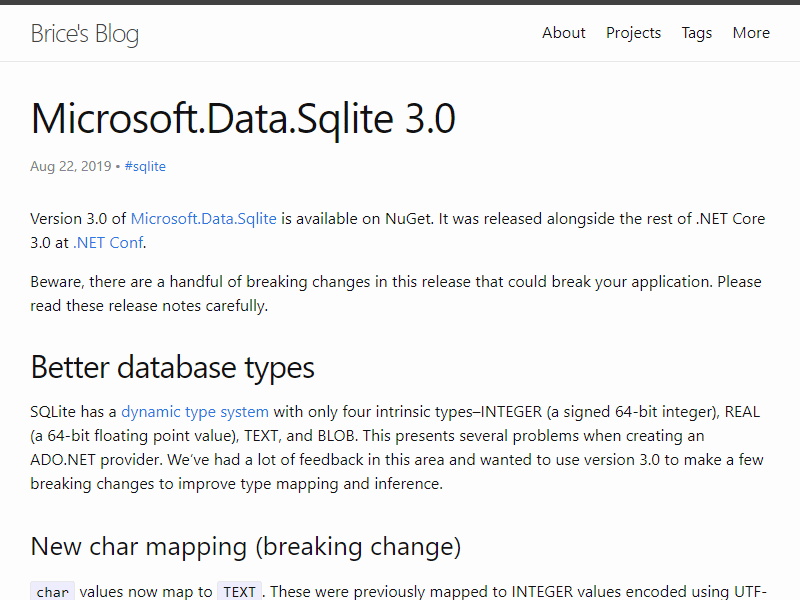 Brice's Blog
About Projects Tags More
Microsoft.Data.Sqlite 3.0
Aug 22, 2019 • #sqlite
Version 3.0 of Microsoft.Data.Sqlite is available on NuGet. It was released alongside the rest of .NET Core
3.0 at .NET Conf.
Beware, there are a handful of breaking changes in this release that could break your application. Please
read these release notes carefully.
Better database types
SQLite has a dynamic type system with only four intrinsic types–INTEGER (a signed 64-bit integer), REAL
(a 64-bit floating point value), TEXT, and BLOB. This presents several problems when creating an
ADO.NET provider. We’ve had a lot of feedback in this area and wanted to use version 3.0 to make a few
breaking changes to improve type mapping and inference.
New char mapping (breaking change)
char values now map to TEXT. These were previously mapped to INTEGER values encoded using UTF-